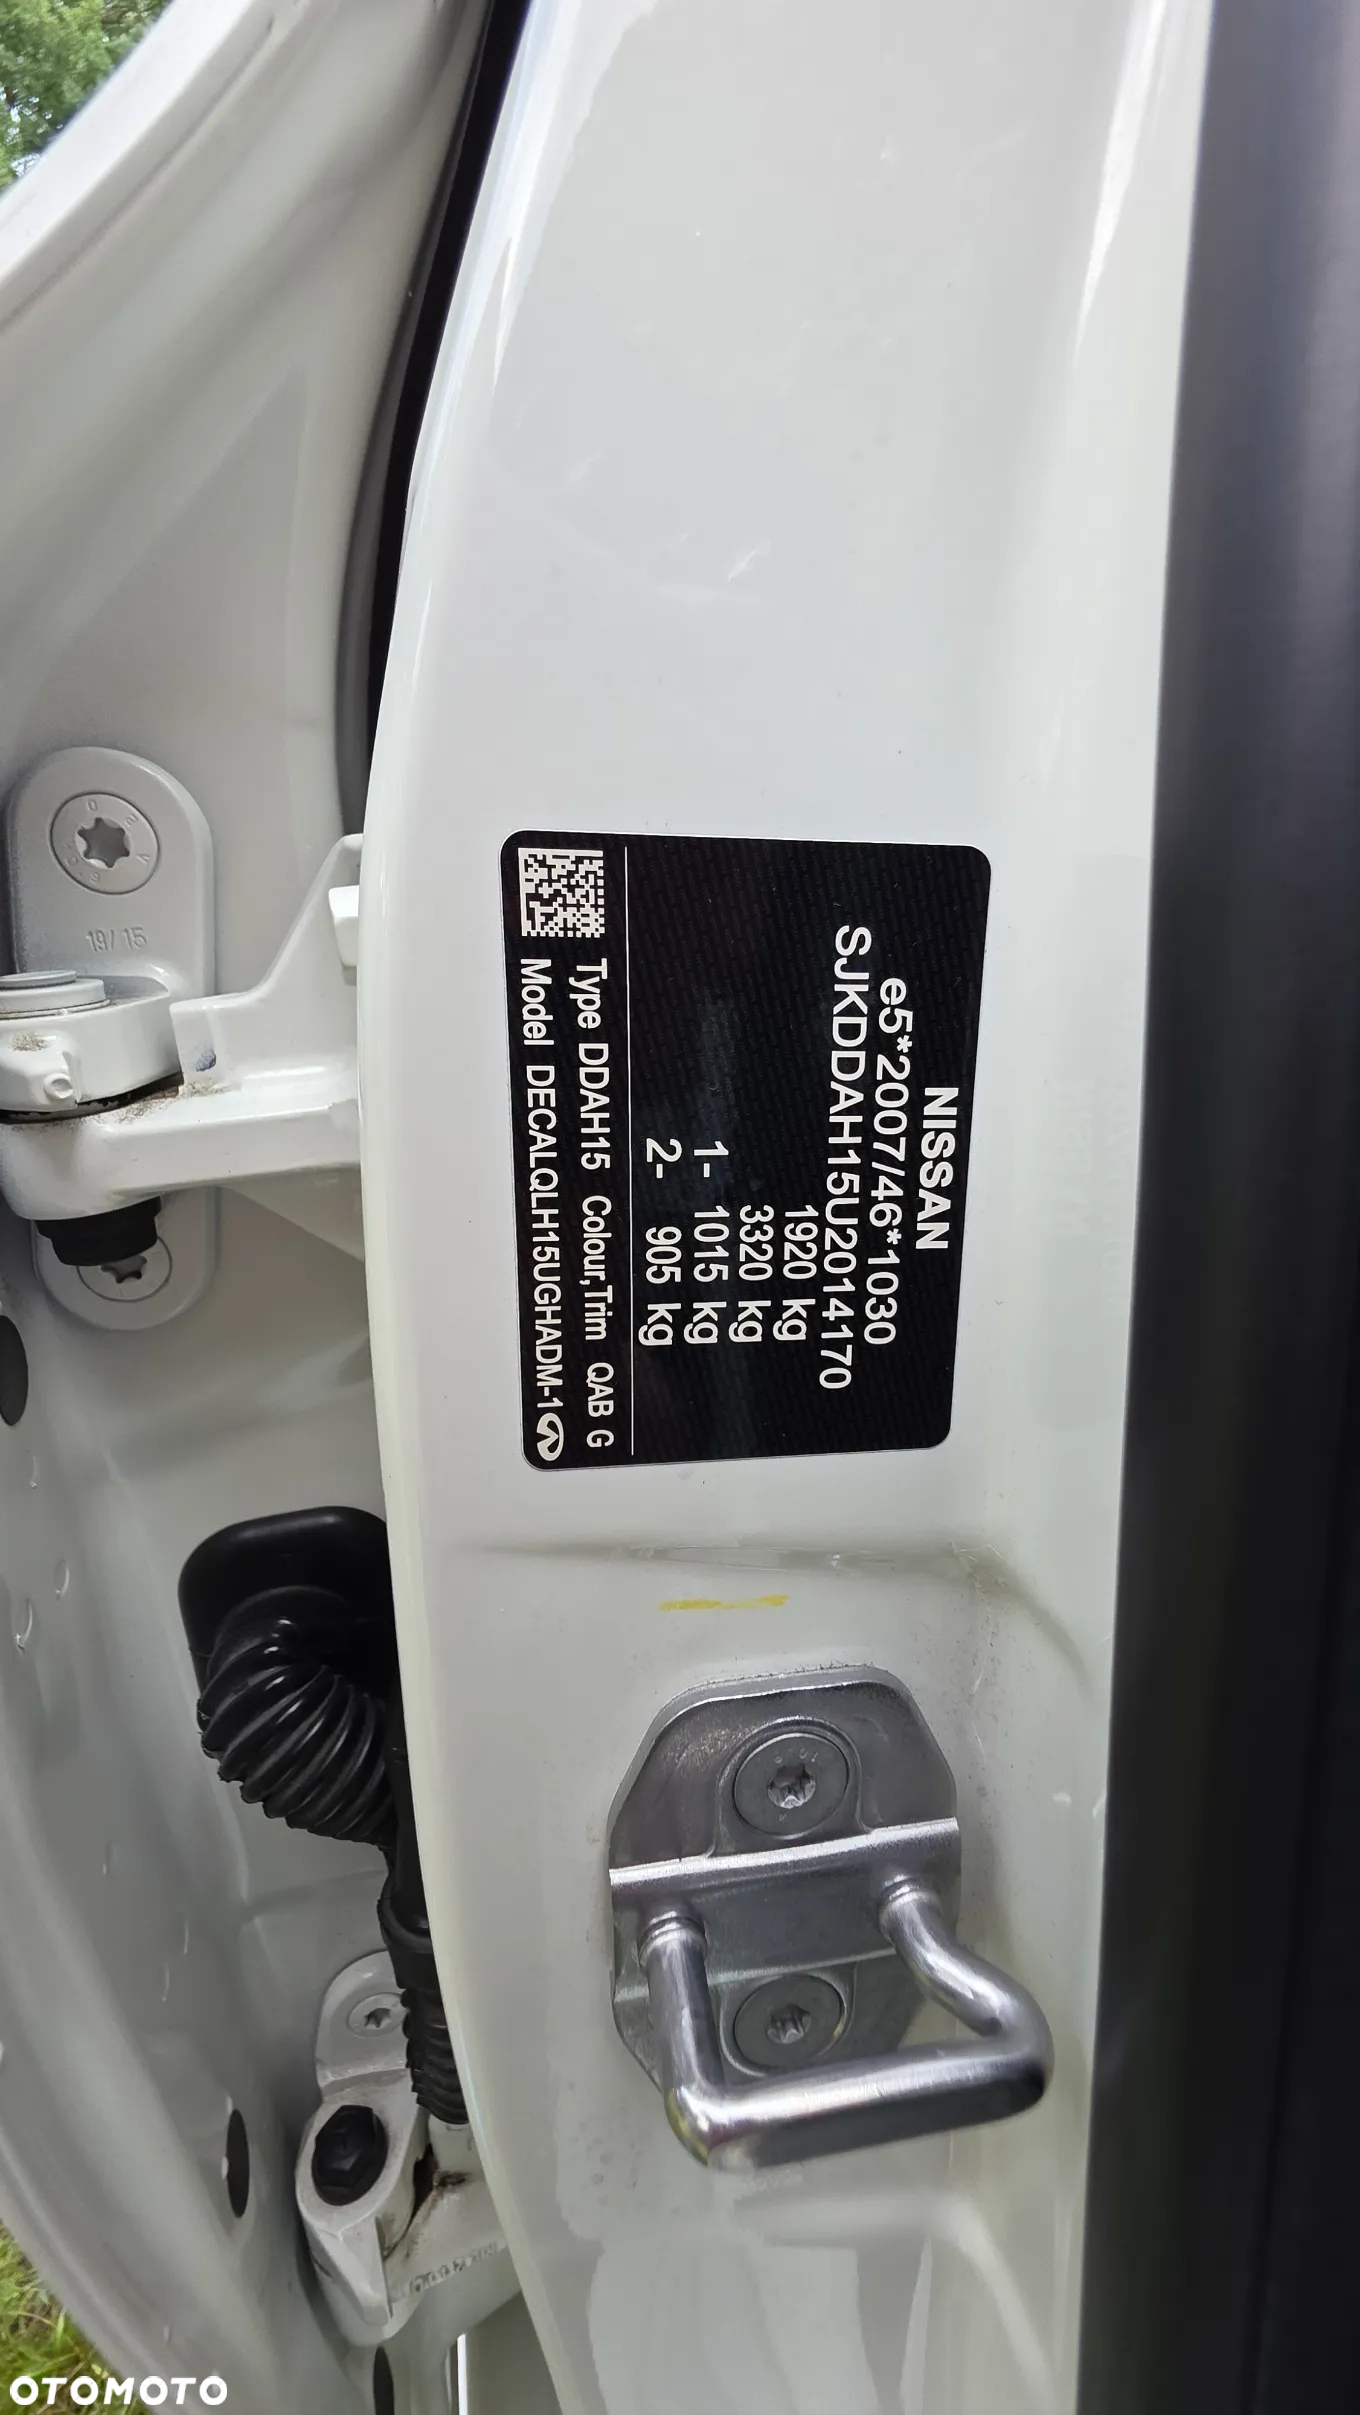 NISSAN
e5*2007/46*1030
SJKDDAH15U2014170
1920 kg
3320 kg
1- 1015 kg
2- 905 kg
Type DDAH15 Colour,Trim QAB G
Model DECALQLH15UGHADM-1
19/15
OTOMOTO